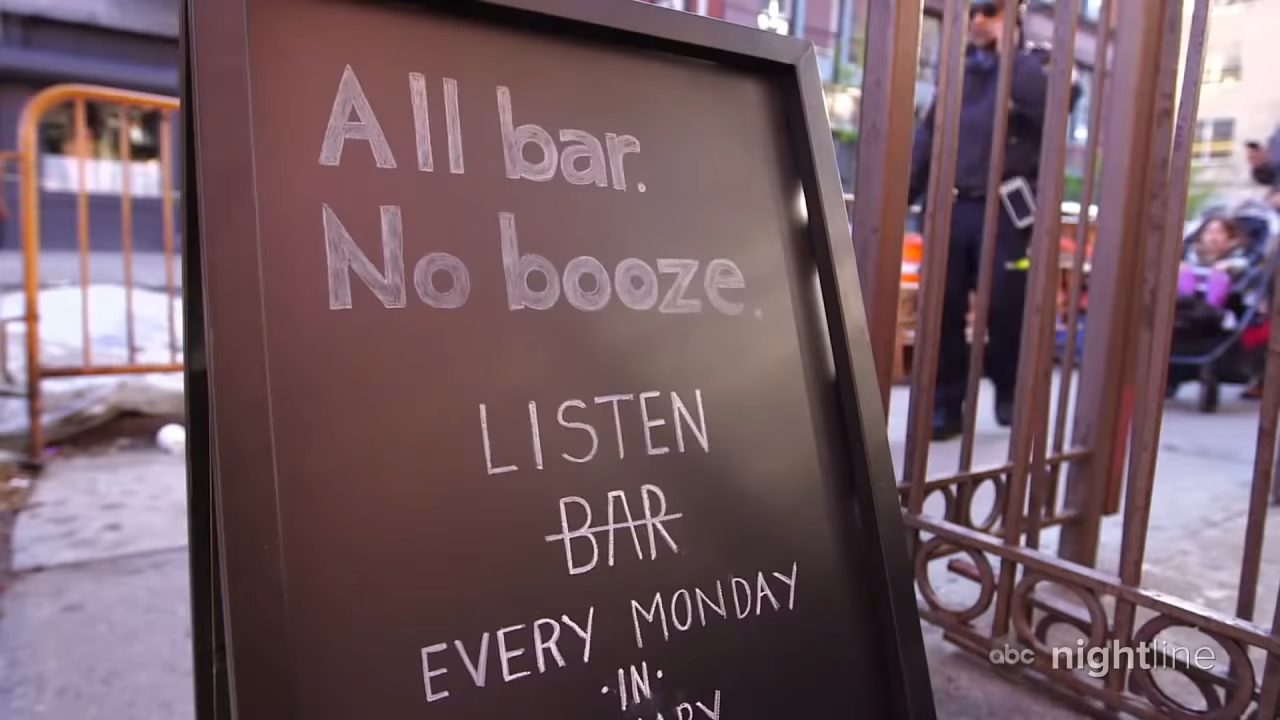 All bar.
No booze.
LISTEN
BAR
EVERY MONDAY
·IN·
abc nightline